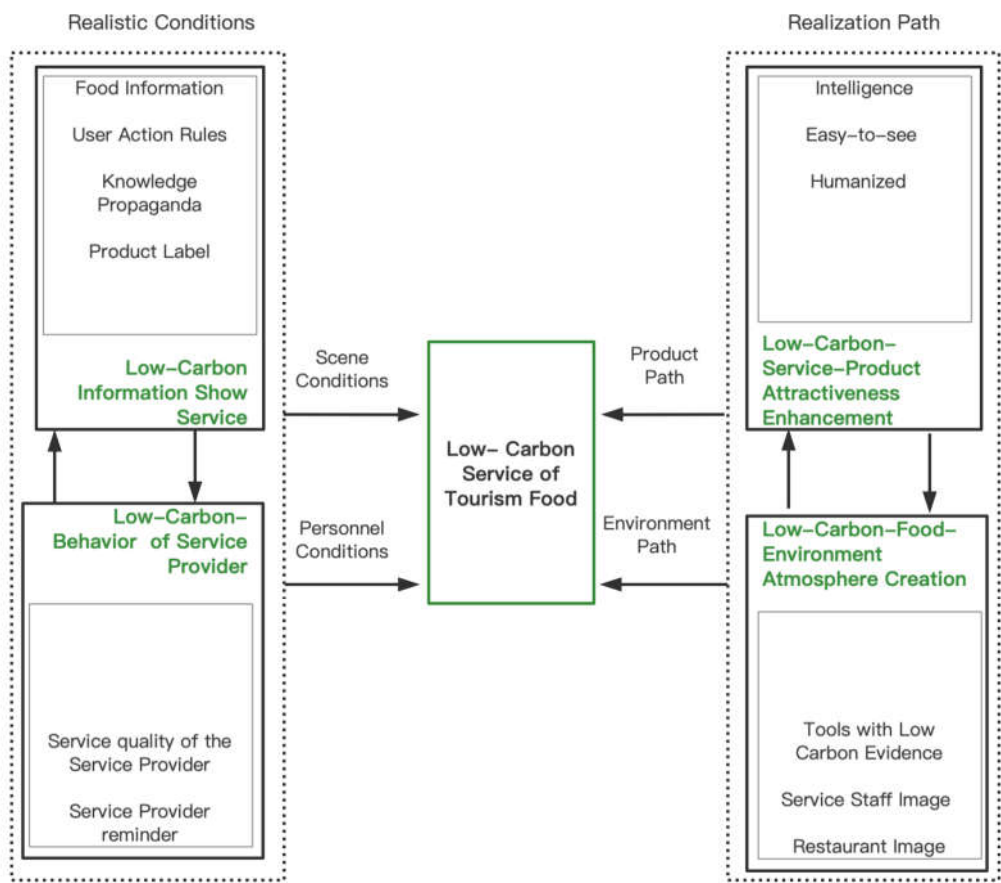 Realistic Conditions
Food Information
User Action Rules
Knowledge
Propaganda
Product Label
Low-Carbon
Information Show
Service
Low-Carbon-
Behavior of Service
Provider
Service quality of the
Service Provider
Service Provider
reminder
Scene
Conditions
Personnel
Conditions
Low- Carbon
Service of
Tourism Food
Product
Path
Environment
Path
Realization Path
Intelligence
Easy-to-see
Humanized
Low-Carbon-
Service-Product
Attractiveness
Enhancement
Low-Carbon-Food-
Environment
Atmosphere Creation
Tools with Low
Carbon Evidence
Service Staff Image
Restaurant Image